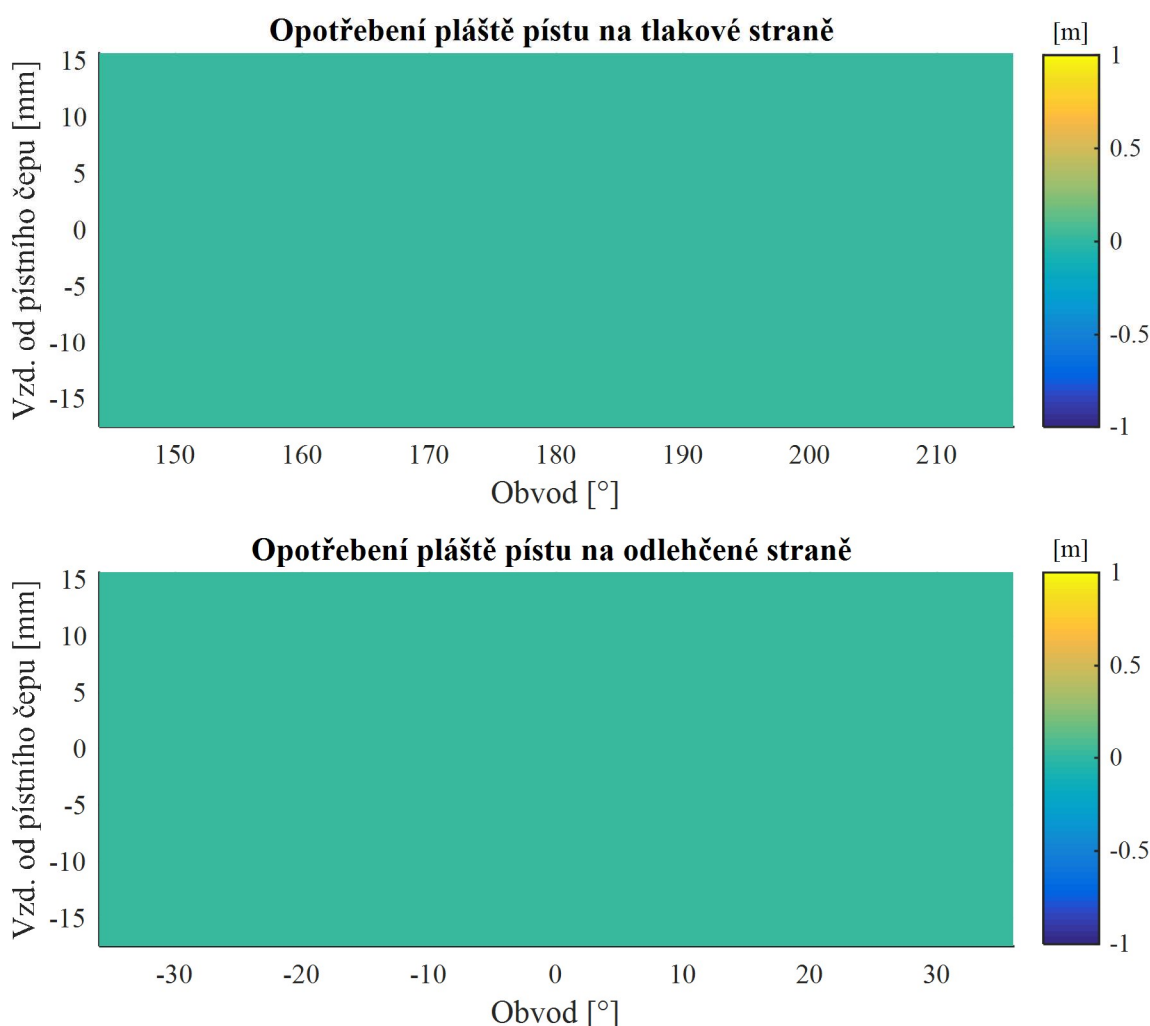 Opotřebení pláště pístu na tlakové straně
[m]
Vzd. od pístního čepu [mm]
15
10
5
0
-5
-10
-15
150 160 170 180 190 200 210
Obvod [°]
1
0.5
0
-0.5
-1
Opotřebení pláště pístu na odlehčené straně
[m]
Vzd. od pístního čepu [mm]
15
10
5
0
-5
-10
-15
-30 -20 -10 0 10 20 30
Obvod [°]
1
0.5
0
-0.5
-1